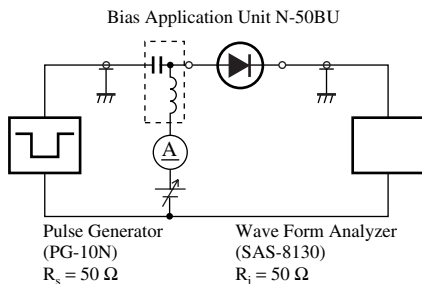 Bias Application Unit N-50BU
A
Pulse Generator
(PG-10N)
Rs = 50 Ω
Wave Form Analyzer
(SAS-8130)
Ri = 50 Ω